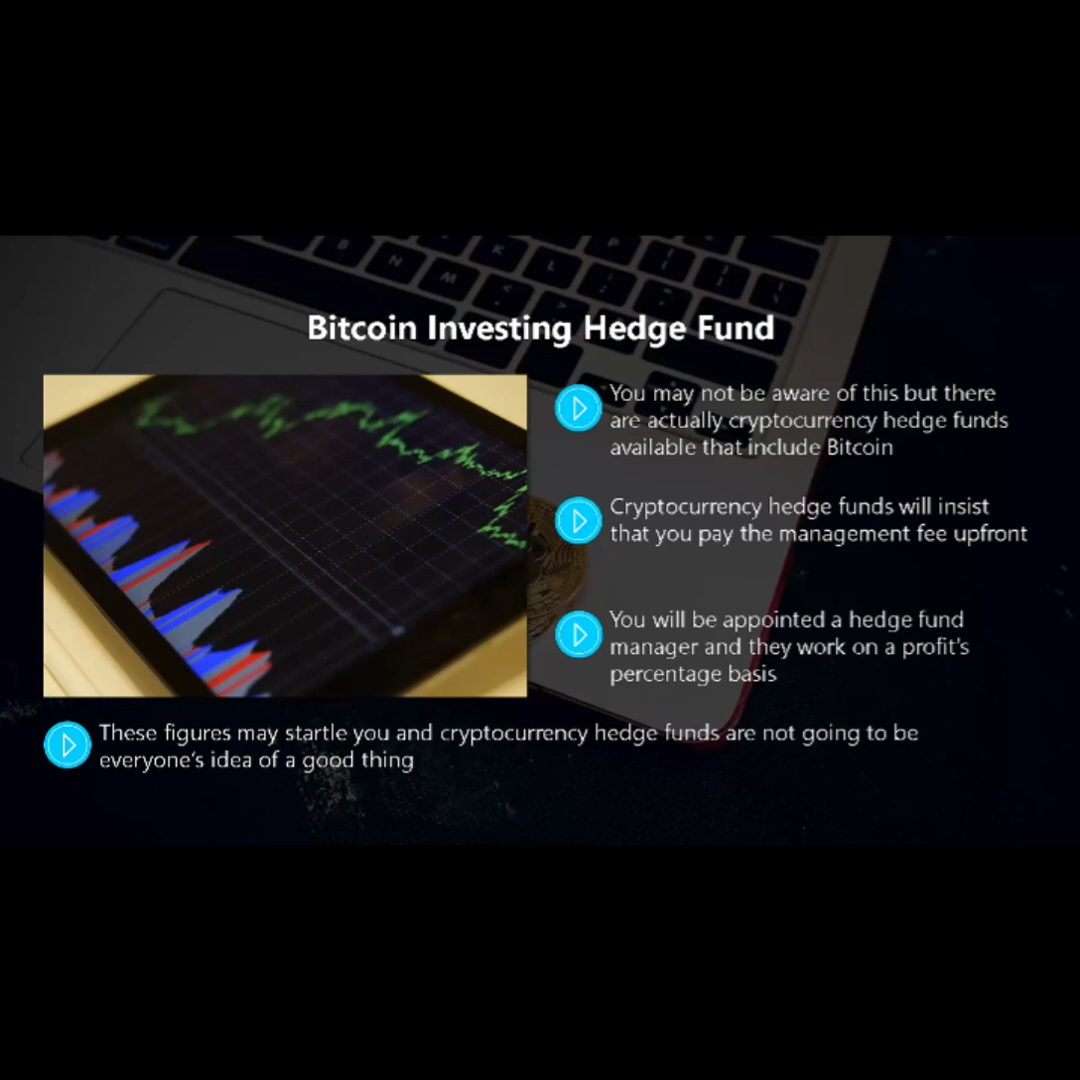 Bitcoin Investing Hedge Fund
You may not be aware of this but there
are actually cryptocurrency hedge funds
available that include Bitcoin
Cryptocurrency hedge funds will insist
that you pay the management fee upfront
You will be appointed a hedge fund
manager and they work on a profit's
percentage basis
These figures may startle you and cryptocurrency hedge funds are not going to be
everyone's idea of a good thing